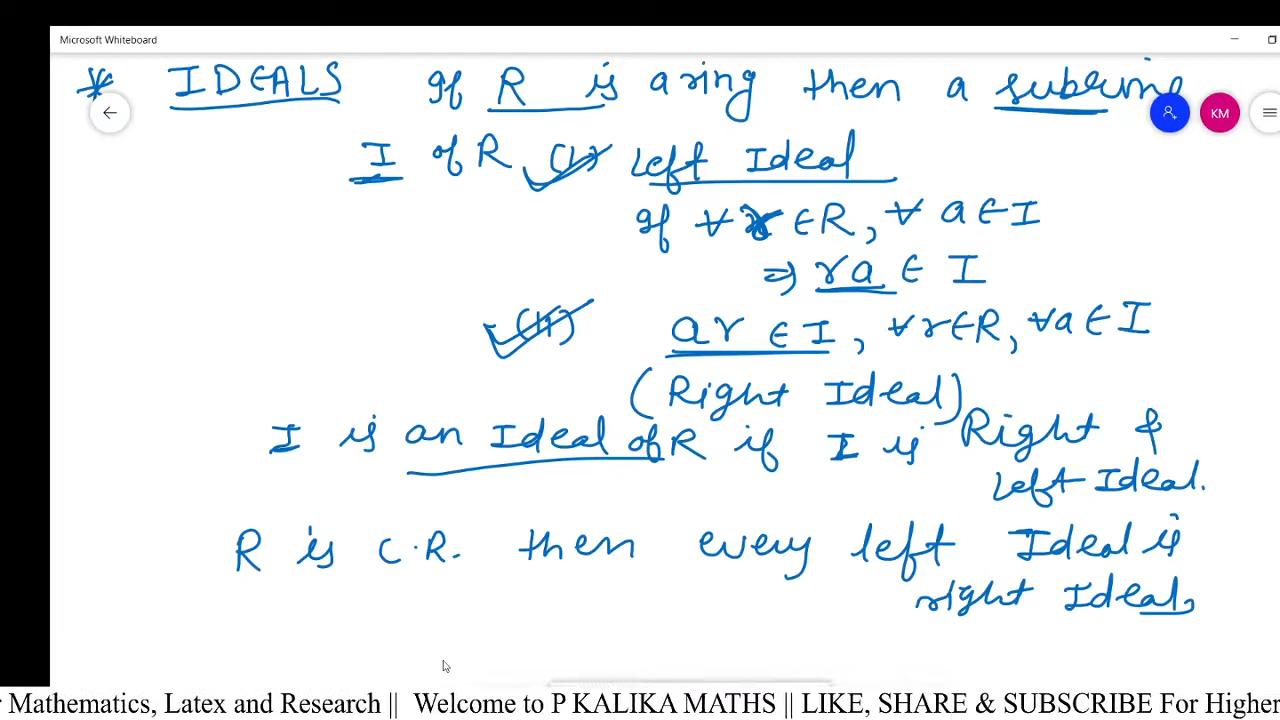 Microsoft Whiteboard
* IDEALS If R is a ring then a subring
I of R (i) Left Ideal
If ∀ r ∈ R, ∀ a ∈ I
⇒ ra ∈ I
(ii) ar ∈ I, ∀ r ∈ R, ∀ a ∈ I
(Right Ideal)
I is an Ideal of R if I is Right &
Left Ideal.
R is C.R. then every left Ideal is
right Ideal,
KM
r Mathematics, Latex and Research || Welcome to P KALIKA MATHS || LIKE, SHARE & SUBSCRIBE For Higher